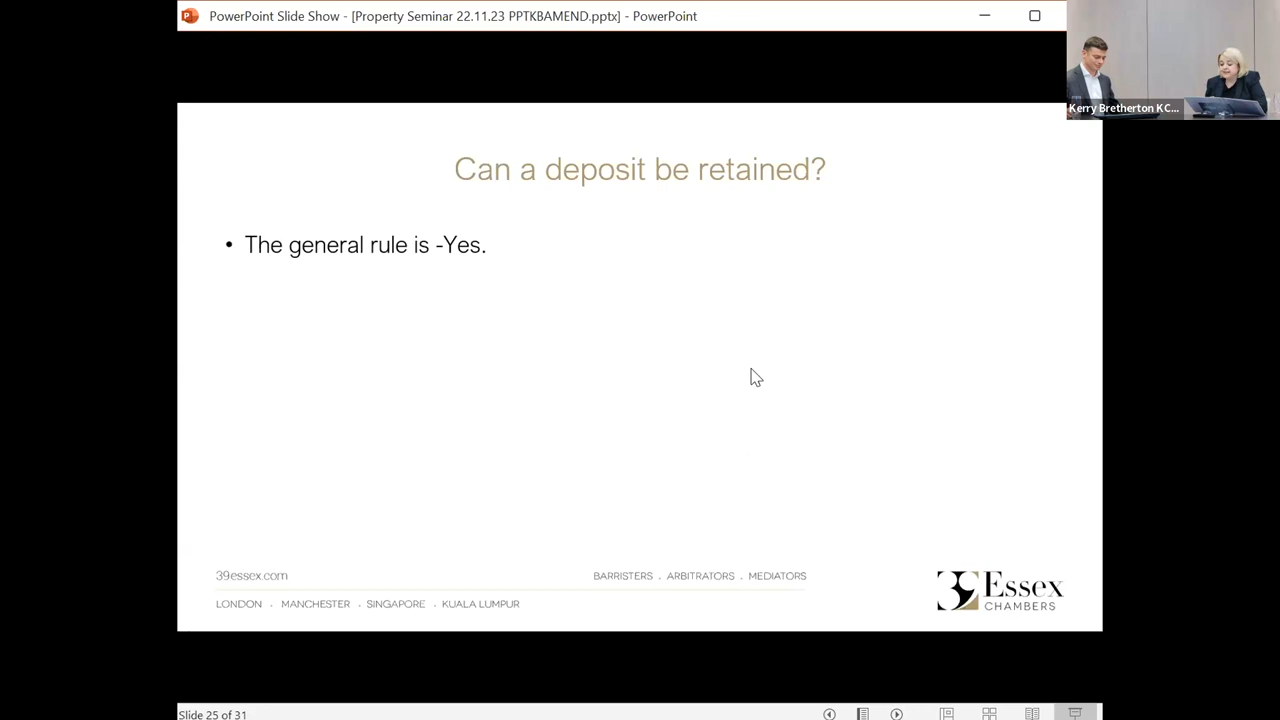 PowerPoint Slide Show - [Property Seminar 22.11.23 PPTKBAMEND.pptx] - PowerPoint
Kerry Bretherton KC...
Can a deposit be retained?
• The general rule is -Yes.
39essex.com
BARRISTERS . ARBITRATORS . MEDIATORS
LONDON . MANCHESTER . SINGAPORE . KUALA LUMPUR
39 Essex
CHAMBERS
Slide 25 of 31